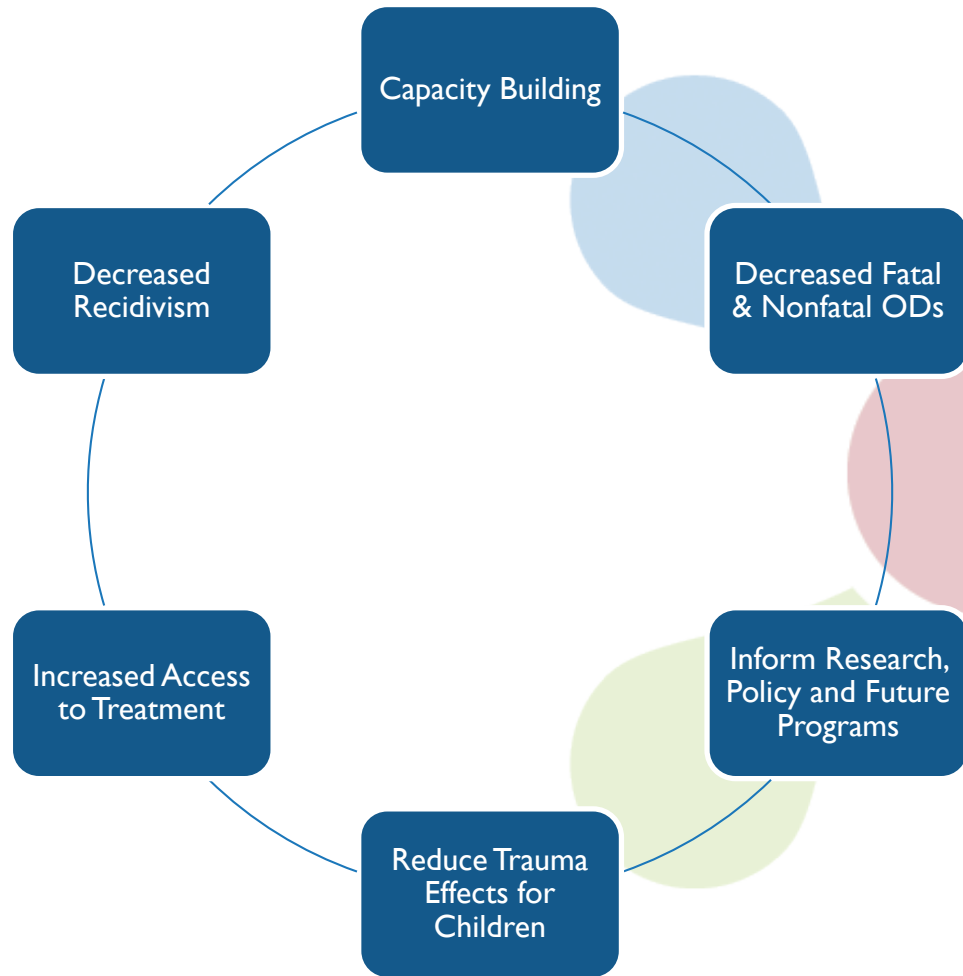 Capacity Building
Decreased Fatal
& Nonfatal ODs
Inform Research,
Policy and Future
Programs
Reduce Trauma
Effects for
Children
Increased Access
to Treatment
Decreased
Recidivism